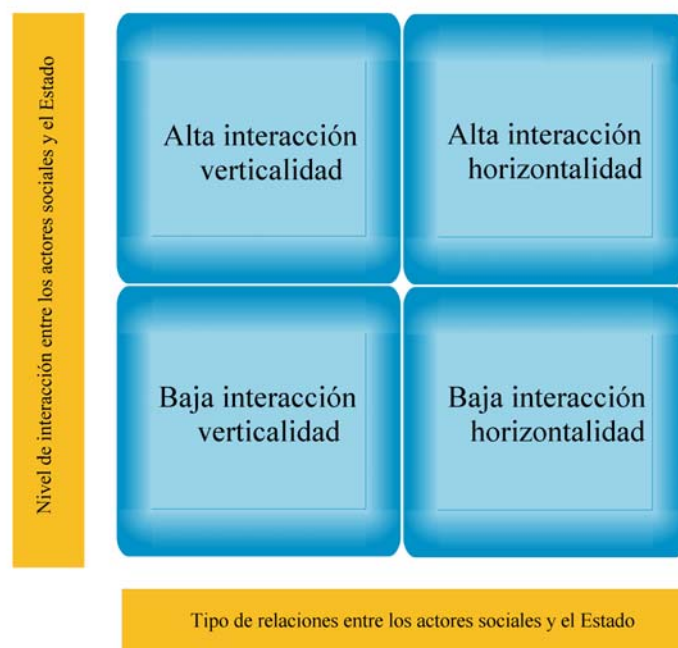 Nivel de interacción entre los actores sociales y el Estado
Alta interacción
verticalidad
Alta interacción
horizontalidad
Baja interacción
verticalidad
Baja interacción
horizontalidad
Tipo de relaciones entre los actores sociales y el Estado